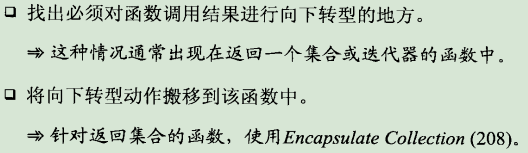 ❑ 找出必须对函数调用结果进行向下转型的地方。
⇒ 这种情况通常出现在返回一个集合或迭代器的函数中。
❑ 将向下转型动作搬移到该函数中。
⇒ 针对返回集合的函数，使用Encapsulate Collection (208)。